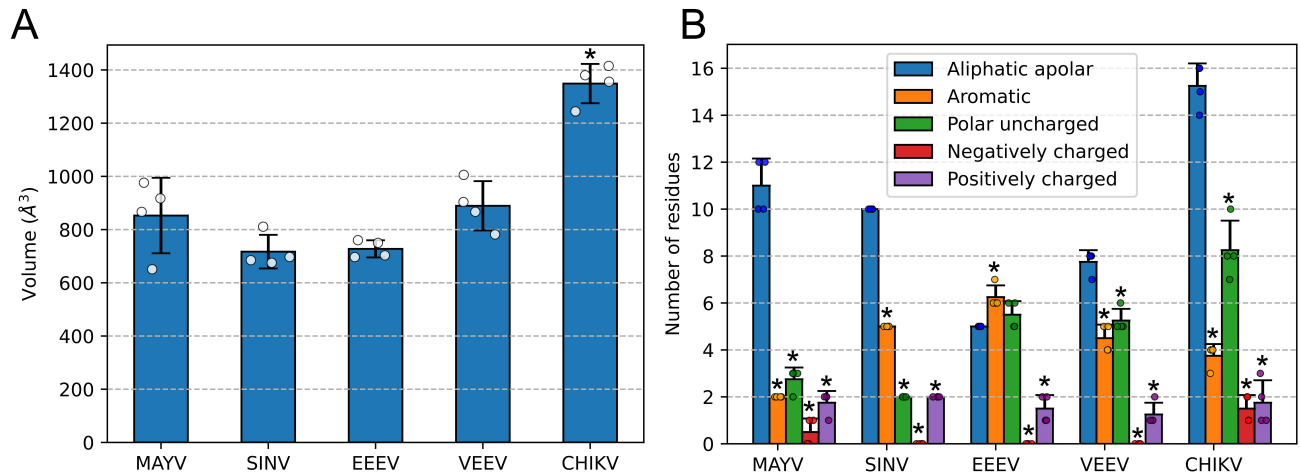 A
Volume (Å³)
1400
1200
1000
800
600
400
200
0
*
MAYV SINV EEEV VEEV CHIKV
B
Number of residues
16
14
12
10
8
6
4
2
0
Aliphatic apolar
Aromatic
Polar uncharged
Negatively charged
Positively charged
* * * *
* * * *
* * *
* * * *
* * * *
MAYV SINV EEEV VEEV CHIKV